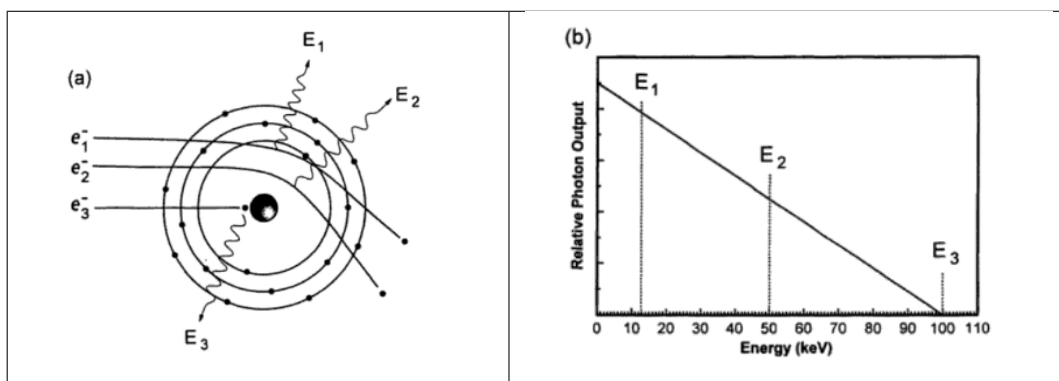 (a)
E1
E2
e1-
e2-
e3-
E3
(b)
Relative Photon Output
E1
E2
E3
0 10 20 30 40 50 60 70 80 90 100 110
Energy (keV)